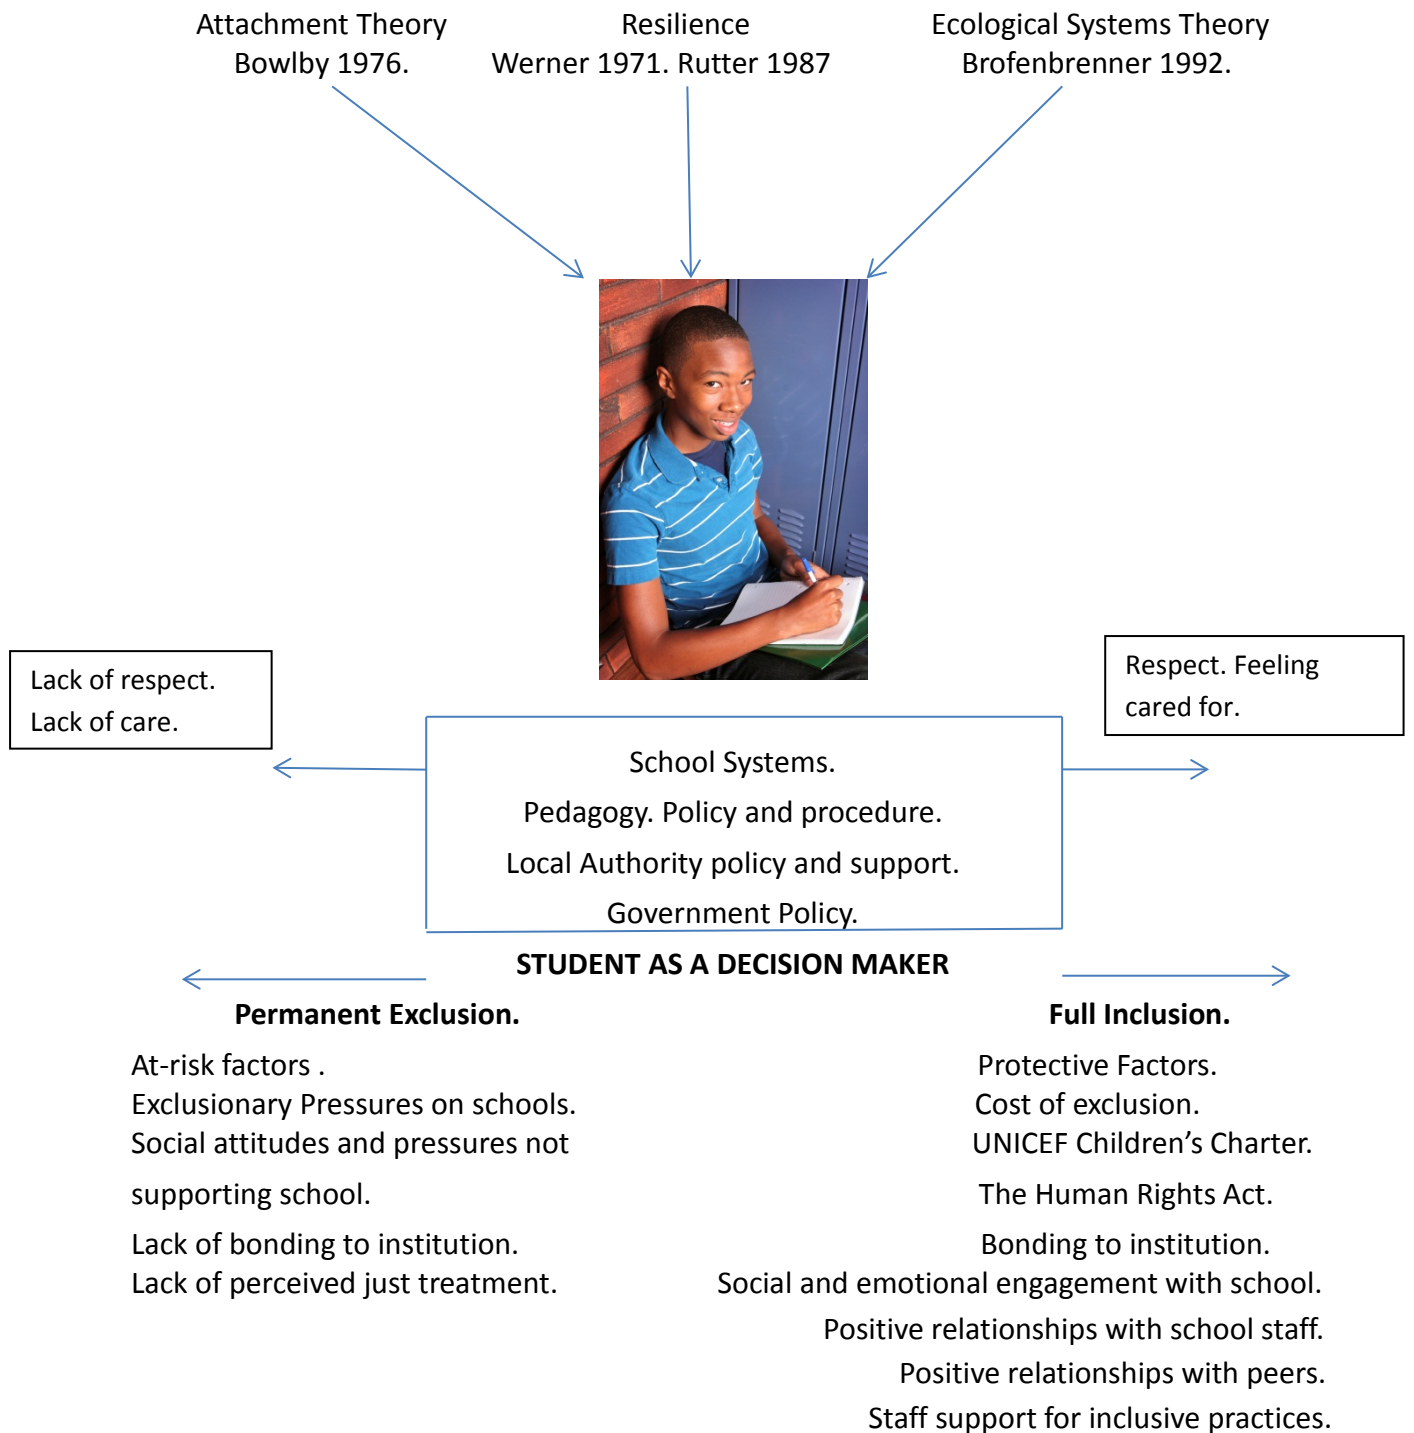 Attachment Theory
Bowlby 1976.
Resilience
Werner 1971. Rutter 1987
Ecological Systems Theory
Brofenbrenner 1992.
Lack of respect.
Lack of care.
Respect. Feeling
cared for.
School Systems.
Pedagogy. Policy and procedure.
Local Authority policy and support.
Government Policy.
STUDENT AS A DECISION MAKER
Permanent Exclusion.
At-risk factors .
Exclusionary Pressures on schools.
Social attitudes and pressures not
supporting school.
Lack of bonding to institution.
Lack of perceived just treatment.
Full Inclusion.
Protective Factors.
Cost of exclusion.
UNICEF Children’s Charter.
The Human Rights Act.
Bonding to institution.
Social and emotional engagement with school.
Positive relationships with school staff.
Positive relationships with peers.
Staff support for inclusive practices.